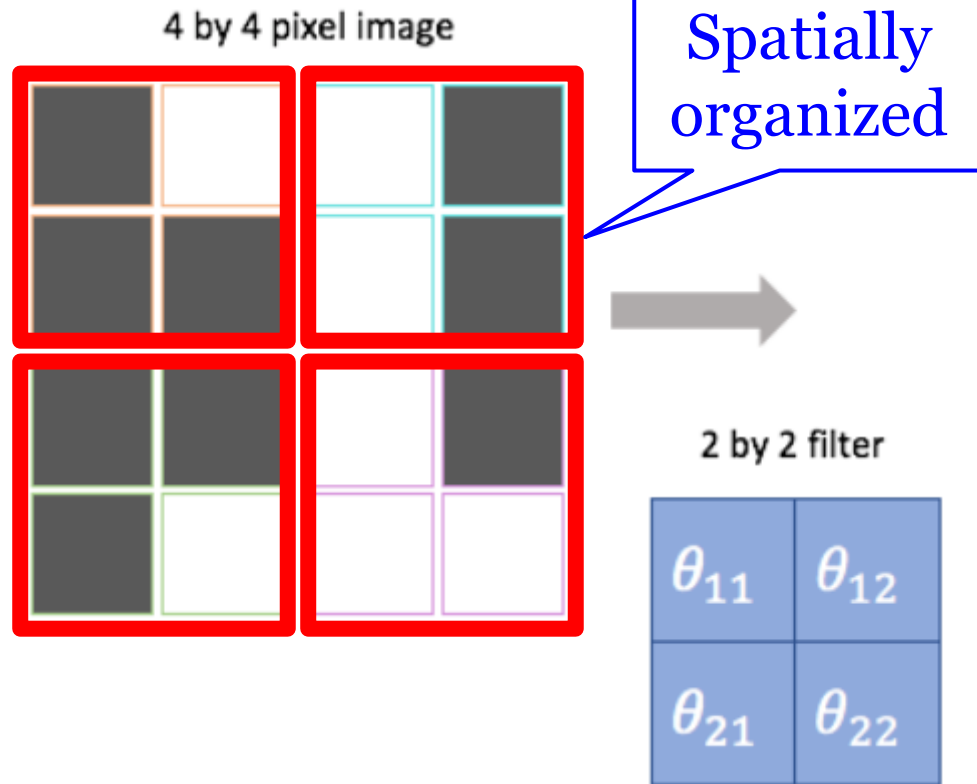 4 by 4 pixel image
Spatially
organized
2 by 2 filter
θ₁₁ θ₁₂
θ₂₁ θ₂₂